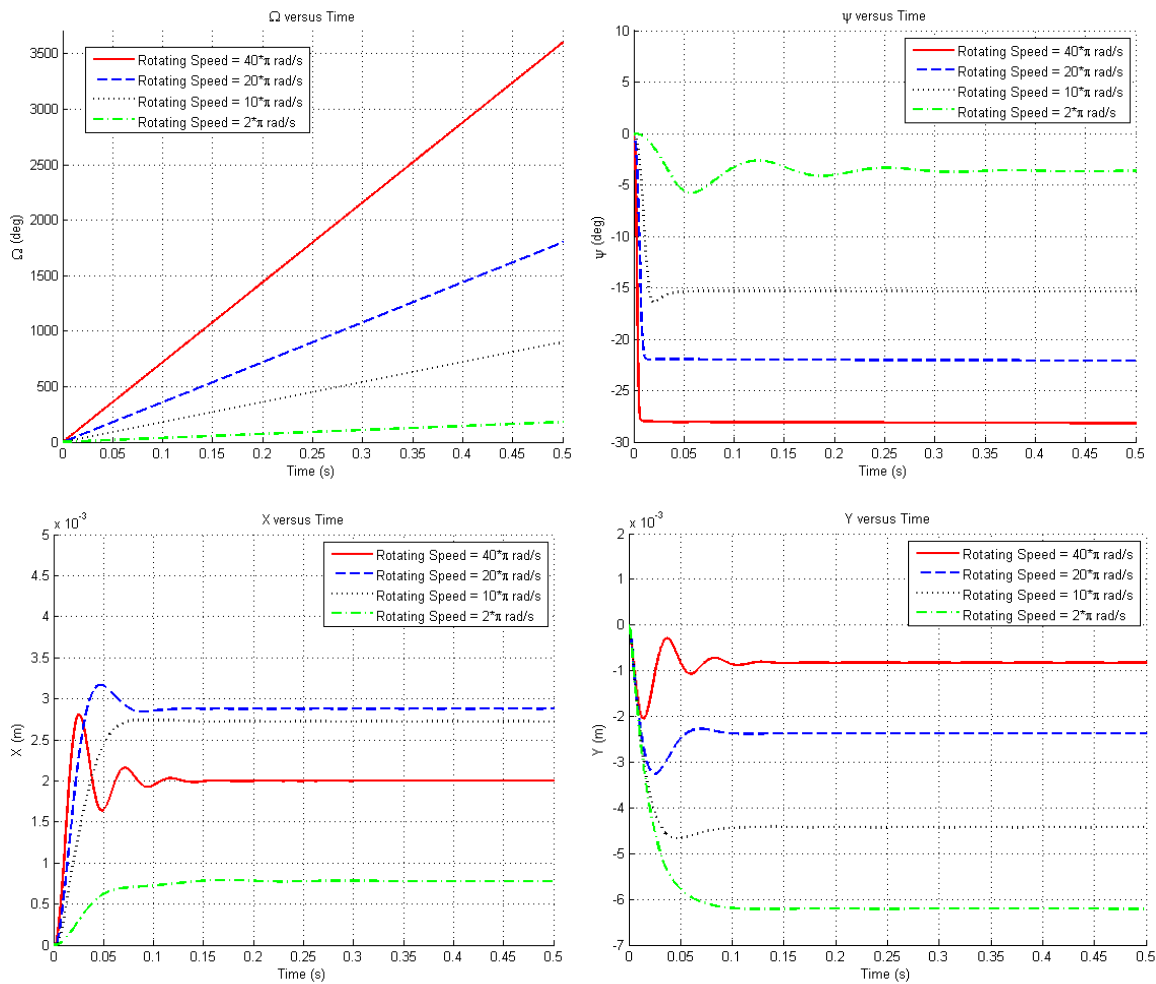 Ω versus Time
Rotating Speed = 40*π rad/s
Rotating Speed = 20*π rad/s
Rotating Speed = 10*π rad/s
Rotating Speed = 2*π rad/s
3500
3000
2500
2000
1500
1000
500
0
Ω (deg)
0 0.05 0.1 0.15 0.2 0.25 0.3 0.35 0.4 0.45 0.5
Time (s)
ψ versus Time
Rotating Speed = 40*π rad/s
Rotating Speed = 20*π rad/s
Rotating Speed = 10*π rad/s
Rotating Speed = 2*π rad/s
10
5
0
-5
-10
-15
-20
-25
-30
ψ (deg)
0 0.05 0.1 0.15 0.2 0.25 0.3 0.35 0.4 0.45 0.5
Time (s)
X versus Time
x 10^-3
Rotating Speed = 40*π rad/s
Rotating Speed = 20*π rad/s
Rotating Speed = 10*π rad/s
Rotating Speed = 2*π rad/s
5
4.5
4
3.5
3
2.5
2
1.5
1
0.5
0
X (m)
0 0.05 0.1 0.15 0.2 0.25 0.3 0.35 0.4 0.45 0.5
Time (s)
Y versus Time
x 10^-3
Rotating Speed = 40*π rad/s
Rotating Speed = 20*π rad/s
Rotating Speed = 10*π rad/s
Rotating Speed = 2*π rad/s
2
1
0
-1
-2
-3
-4
-5
-6
-7
Y (m)
0 0.05 0.1 0.15 0.2 0.25 0.3 0.35 0.4 0.45 0.5
Time (s)